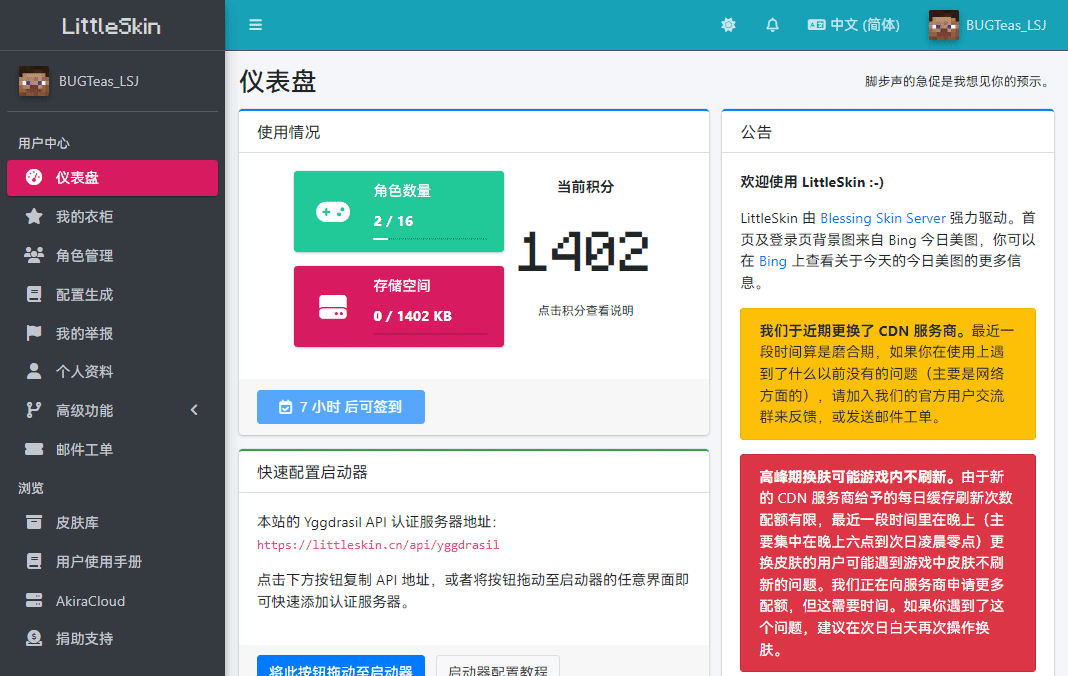 LittleSkin
中文 (简体)
BUGTeas_LSJ
BUGTeas_LSJ
用户中心
仪表盘
我的衣柜
角色管理
配置生成
我的举报
个人资料
高级功能
邮件工单
浏览
皮肤库
用户使用手册
AkiraCloud
捐助支持
仪表盘
脚步声的急促是我想见你的预示。
使用情况
角色数量
2 / 16
存储空间
0 / 1402 KB
当前积分
1402
点击积分查看说明
7 小时 后可签到
快速配置启动器
本站的 Yggdrasil API 认证服务器地址：
https://littleskin.cn/api/yggdrasil
点击下方按钮复制 API 地址，或者将按钮拖动至启动器的任意界面即
可快速添加认证服务器。
将此按钮拖动至启动器
启动器配置教程
公告
欢迎使用 LittleSkin :-)
LittleSkin 由 Blessing Skin Server 强力驱动。首
页及登录页背景图来自 Bing 今日美图，你可以
在 Bing 上查看关于今天的今日美图的更多信
息。
我们于近期更换了 CDN 服务商。最近一
段时间算是磨合期，如果你在使用上遇
到了什么以前没有的问题（主要是网络
方面的），请加入我们的官方用户交流
群来反馈，或发送邮件工单。
高峰期换肤可能游戏内不刷新。由于新
的 CDN 服务商给予的每日缓存刷新次数
配额有限，最近一段时间里在晚上（主
要集中在晚上六点到次日凌晨零点）更
换皮肤的用户可能遇到游戏中皮肤不刷
新的问题。我们正在向服务商申请更多
配额，但这需要时间。如果你遇到了这
个问题，建议在次日白天再次操作换
肤。